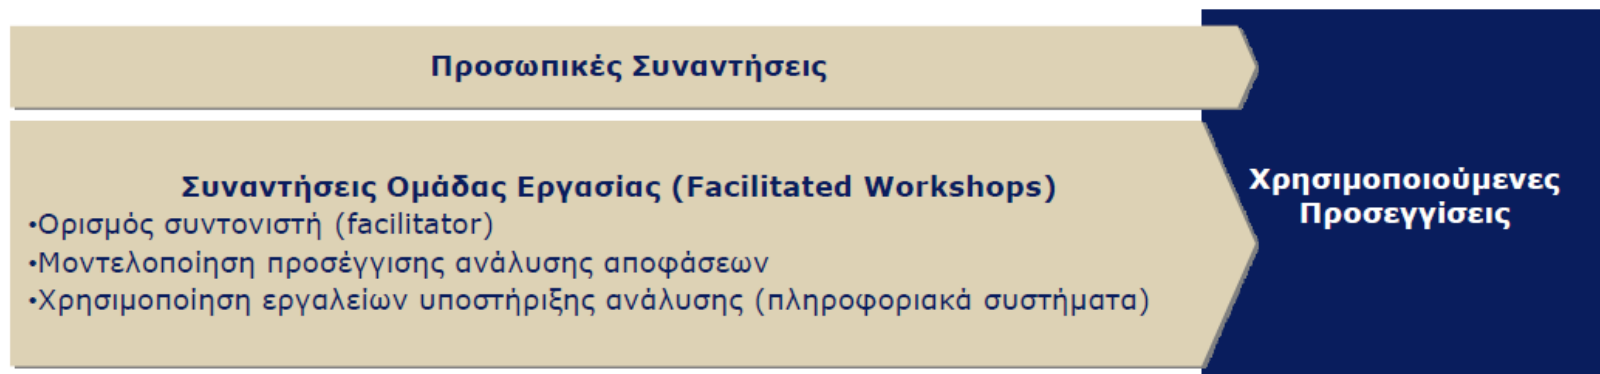 Προσωπικές Συναντήσεις
Συναντήσεις Ομάδας Εργασίας (Facilitated Workshops)
•Ορισμός συντονιστή (facilitator)
•Μοντελοποίηση προσέγγισης ανάλυσης αποφάσεων
•Χρησιμοποίηση εργαλείων υποστήριξης ανάλυσης (πληροφοριακά συστήματα)
Χρησιμοποιούμενες
Προσεγγίσεις